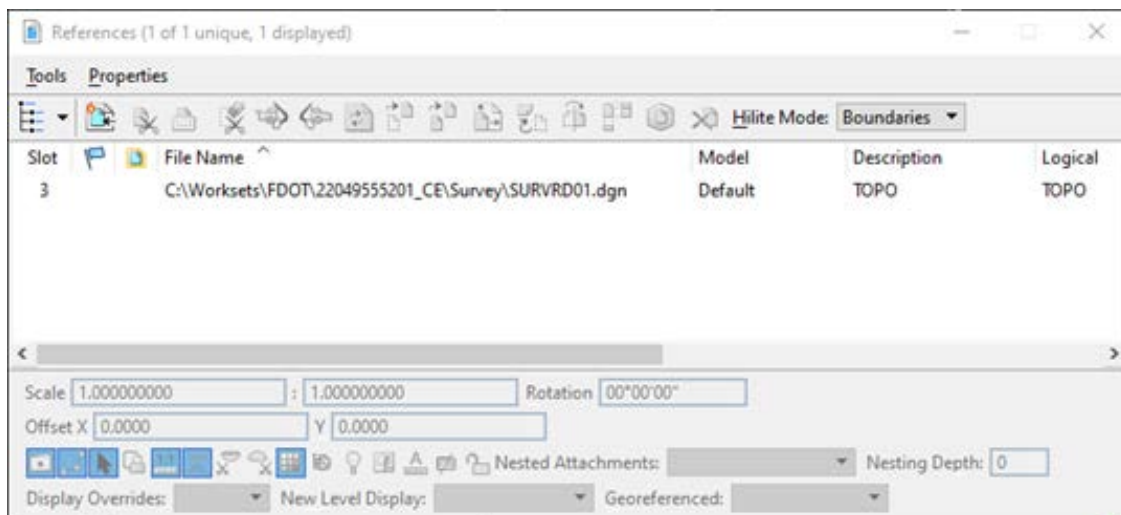 References (1 of 1 unique, 1 displayed)
Tools Properties
Hilite Mode: Boundaries
Slot File Name Model Description Logical
3 C:\Worksets\FDOT\22049555201_CE\Survey\SURVRD01.dgn Default TOPO TOPO
Scale 1.000000000 : 1.000000000 Rotation 00°00'00"
Offset X 0.0000 Y 0.0000
Nested Attachments: Nesting Depth: 0
Display Overrides: New Level Display: Georeferenced: